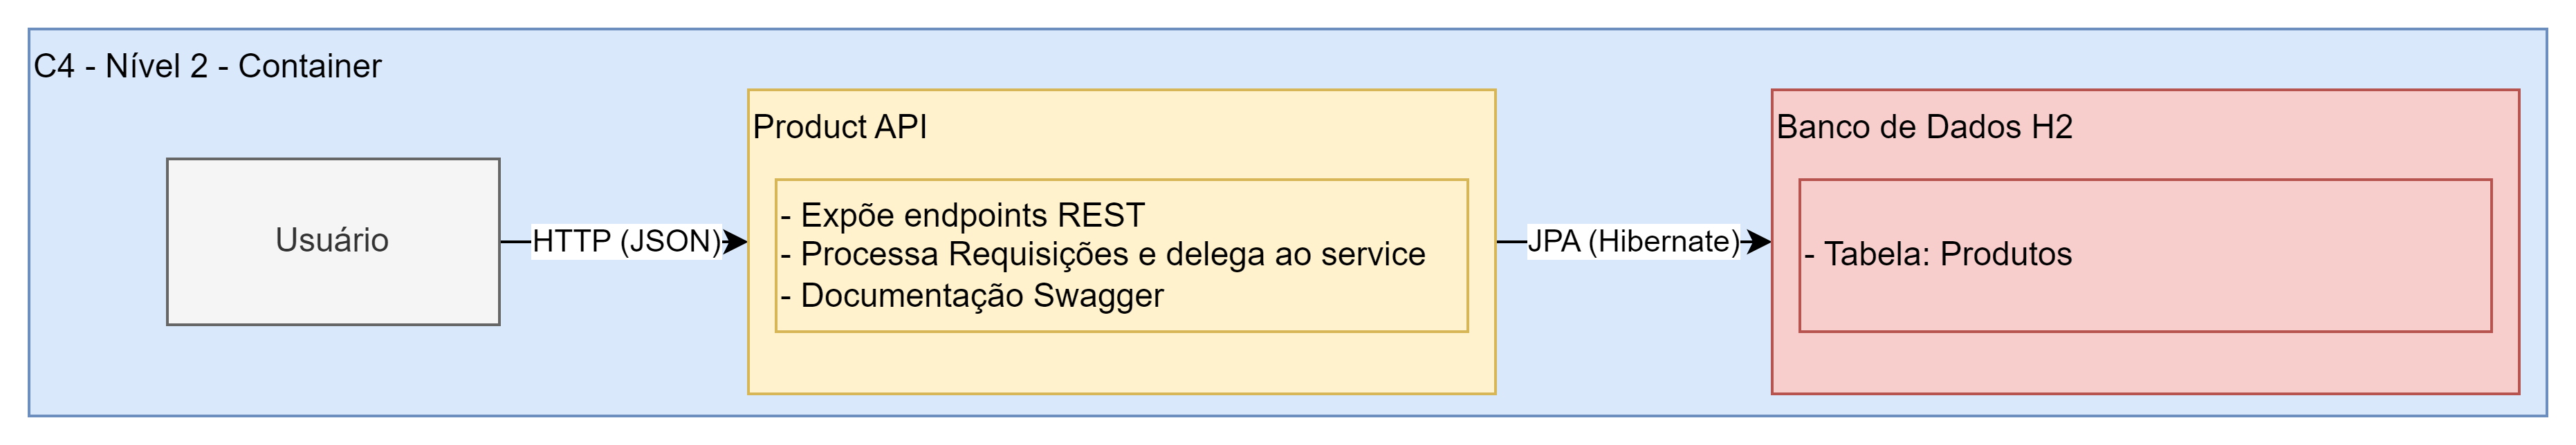 C4 - Nível 2 - Container
Usuário
HTTP (JSON)
Product API
- Expõe endpoints REST
- Processa Requisições e delega ao service
- Documentação Swagger
JPA (Hibernate)
Banco de Dados H2
- Tabela: Produtos